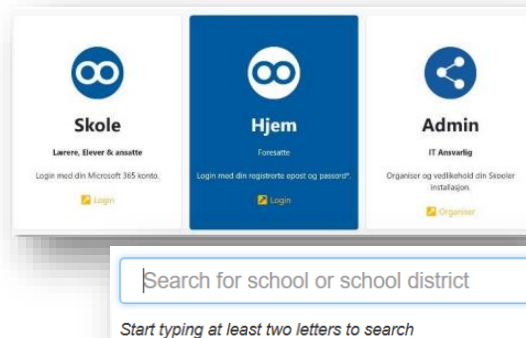 Skole
Lærere, Elever & ansatte
Login med din Microsoft 365 konto.
Login
Hjem
Foresatte
Login med din registrerte epost og passord*.
Login
Admin
IT Ansvarlig
Organiser og vedlikehold din Skooler
installasjon.
Organiser
Search for school or school district
Start typing at least two letters to search